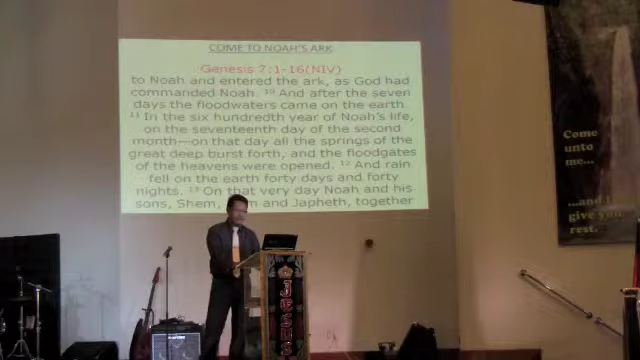 COME TO NOAH'S ARK
Genesis 7:1-16(NIV)
to Noah and entered the ark, as God had
commanded Noah. 10 And after the seven
days the floodwaters came on the earth.
11 In the six hundredth year of Noah's life,
on the seventeenth day of the second
month—on that day all the springs of the
great deep burst forth, and the floodgates
of the heavens were opened. 12 And rain
fell on the earth forty days and forty
nights. 13 On that very day Noah and his
sons, Shem, and Japheth, together
Come
unto
me...
...and I
give you
rest.
JESUS